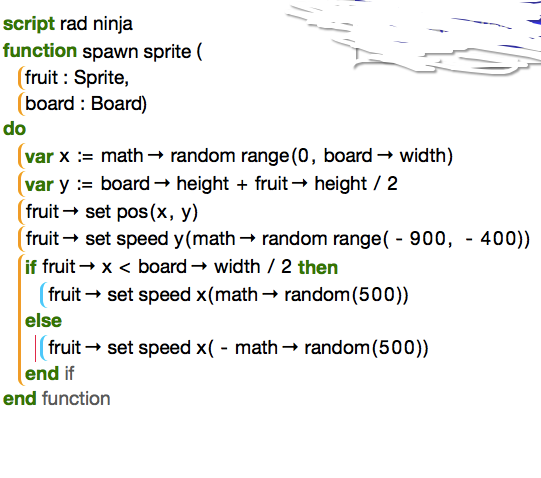 script rad ninja
function spawn sprite (
fruit : Sprite,
board : Board)
do
var x := math → random range(0, board → width)
var y := board → height + fruit → height / 2
fruit → set pos(x, y)
fruit → set speed y(math → random range( - 900, - 400))
if fruit → x < board → width / 2 then
fruit → set speed x(math → random(500))
else
fruit → set speed x( - math → random(500))
end if
end function